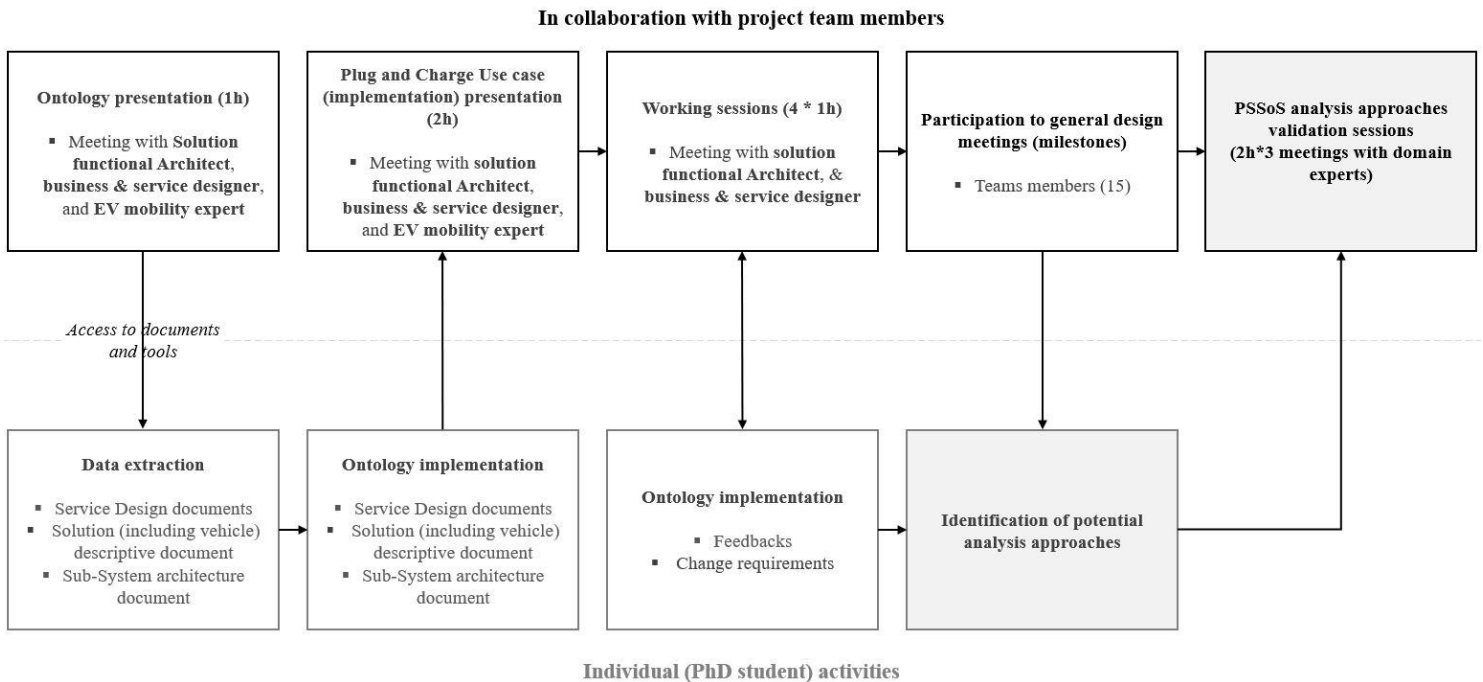 In collaboration with project team members
Ontology presentation (1h)
▪ Meeting with Solution
functional Architect,
business & service designer,
and EV mobility expert
Plug and Charge Use case
(implementation) presentation
(2h)
▪ Meeting with solution
functional Architect,
business & service designer,
and EV mobility expert
Working sessions (4 * 1h)
▪ Meeting with solution
functional Architect, &
business & service designer
Participation to general design
meetings (milestones)
▪ Teams members (15)
PSSoS analysis approaches
validation sessions
(2h*3 meetings with domain
experts)
Access to documents
and tools
Data extraction
▪ Service Design documents
▪ Solution (including vehicle)
descriptive document
▪ Sub-System architecture
document
Ontology implementation
▪ Service Design documents
▪ Solution (including vehicle)
descriptive document
▪ Sub-System architecture
document
Ontology implementation
▪ Feedbacks
▪ Change requirements
Identification of potential
analysis approaches
Individual (PhD student) activities